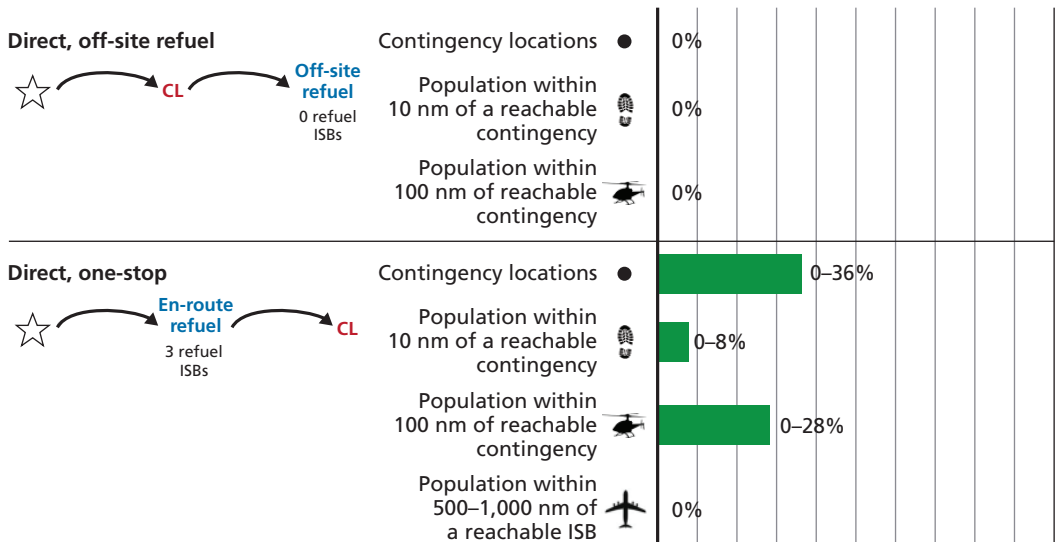 Direct, off-site refuel
CL
Off-site
refuel
0 refuel
ISBs
Contingency locations
0%
Population within
10 nm of a reachable
contingency
0%
Population within
100 nm of reachable
contingency
0%
Direct, one-stop
En-route
refuel
3 refuel
ISBs
CL
Contingency locations
0–36%
Population within
10 nm of a reachable
contingency
0–8%
Population within
100 nm of reachable
contingency
0–28%
Population within
500–1,000 nm of
a reachable ISB
0%